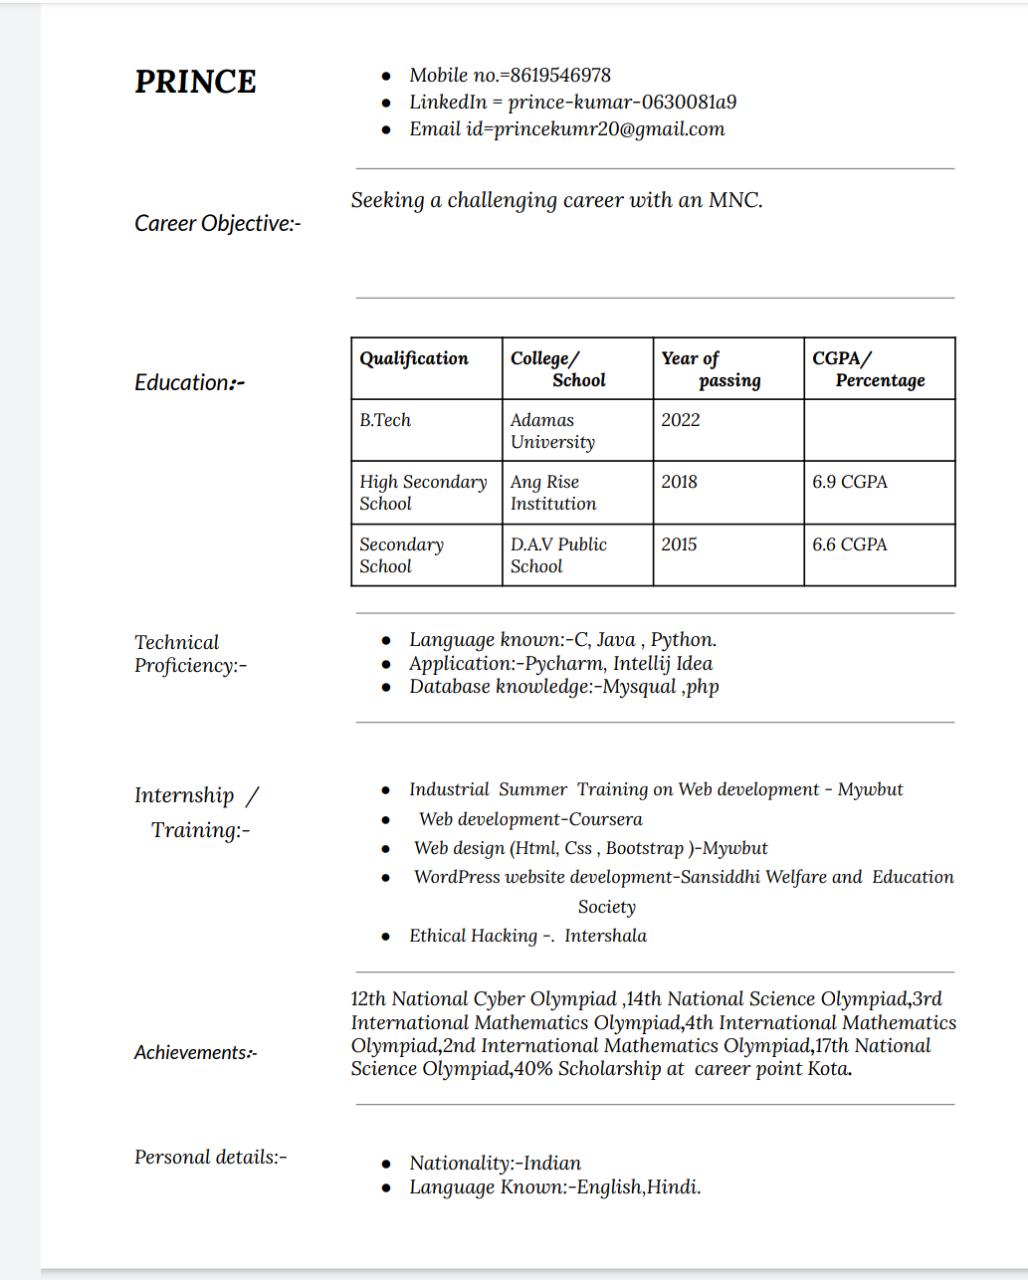 PRINCE
● Mobile no.=8619546978
● LinkedIn = prince-kumar-0630081a9
● Email id=princekumr20@gmail.com
Seeking a challenging career with an MNC.
Career Objective:-
Education:-
Qualification College/ School Year of passing CGPA/ Percentage
B.Tech Adamas University 2022
High Secondary School Ang Rise Institution 2018 6.9 CGPA
Secondary School D.A.V Public School 2015 6.6 CGPA
Technical
Proficiency:-
● Language known:-C, Java , Python.
● Application:-Pycharm, Intellij Idea
● Database knowledge:-Mysqual ,php
Internship /
Training:-
● Industrial Summer Training on Web development - Mywbut
● Web development-Coursera
● Web design (Html, Css , Bootstrap )-Mywbut
● WordPress website development-Sansiddhi Welfare and Education
Society
● Ethical Hacking -. Intershala
Achievements:-
12th National Cyber Olympiad ,14th National Science Olympiad,3rd
International Mathematics Olympiad,4th International Mathematics
Olympiad,2nd International Mathematics Olympiad,17th National
Science Olympiad,40% Scholarship at career point Kota.
Personal details:-
● Nationality:-Indian
● Language Known:-English,Hindi.